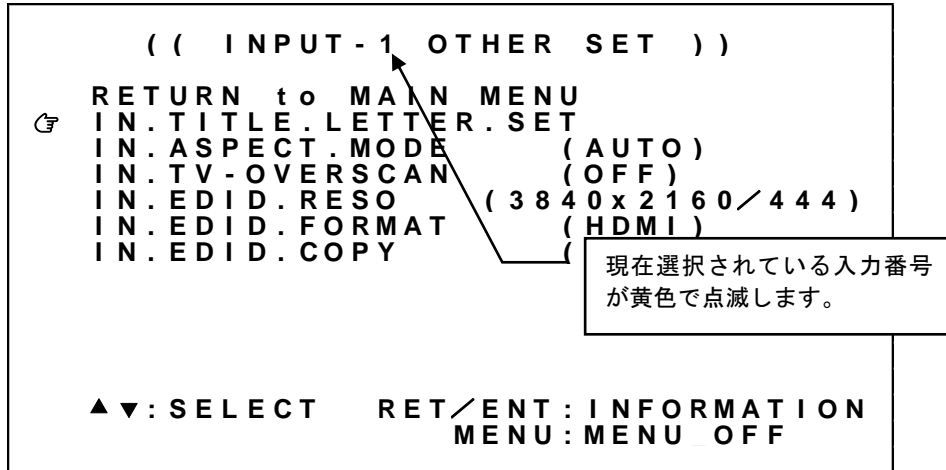 (( INPUT-1 OTHER SET ))
RETURN to MAIN MENU
☞ IN.TITLE.LETTER.SET
IN.ASPECT.MODE (AUTO)
IN.TV-OVERSCAN (OFF)
IN.EDID.RESO (3840x2160／444)
IN.EDID.FORMAT (HDMI)
IN.EDID.COPY (
現在選択されている入力番号
が黄色で点滅します。
▲▼:SELECT RET／ENT:INFORMATION
MENU:MENU OFF